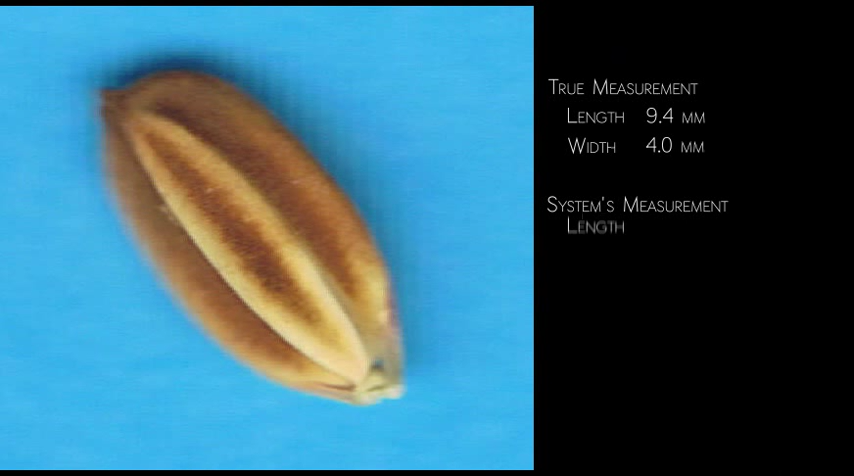 True Measurement
Length 9.4 mm
Width 4.0 mm
System's Measurement
Length